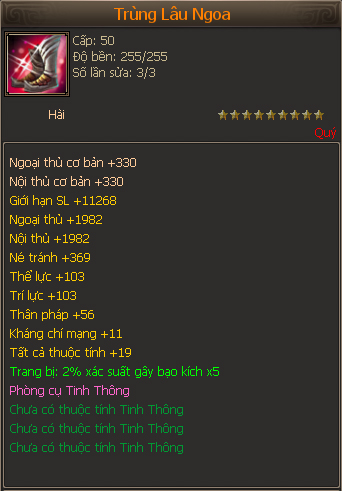 Trùng Lâu Ngoa
Cấp: 50
Độ bền: 255/255
Số lần sửa: 3/3
Hài
Quý
Ngoại thủ cơ bản +330
Nội thủ cơ bản +330
Giới hạn SL +11268
Ngoại thủ +1982
Nội thủ +1982
Né tránh +369
Thể lực +103
Trí lực +103
Thân pháp +56
Kháng chí mạng +11
Tất cả thuộc tính +19
Trang bị: 2% xác suất gây bạo kích x5
Phòng cụ Tinh Thông
Chưa có thuộc tính Tinh Thông
Chưa có thuộc tính Tinh Thông
Chưa có thuộc tính Tinh Thông